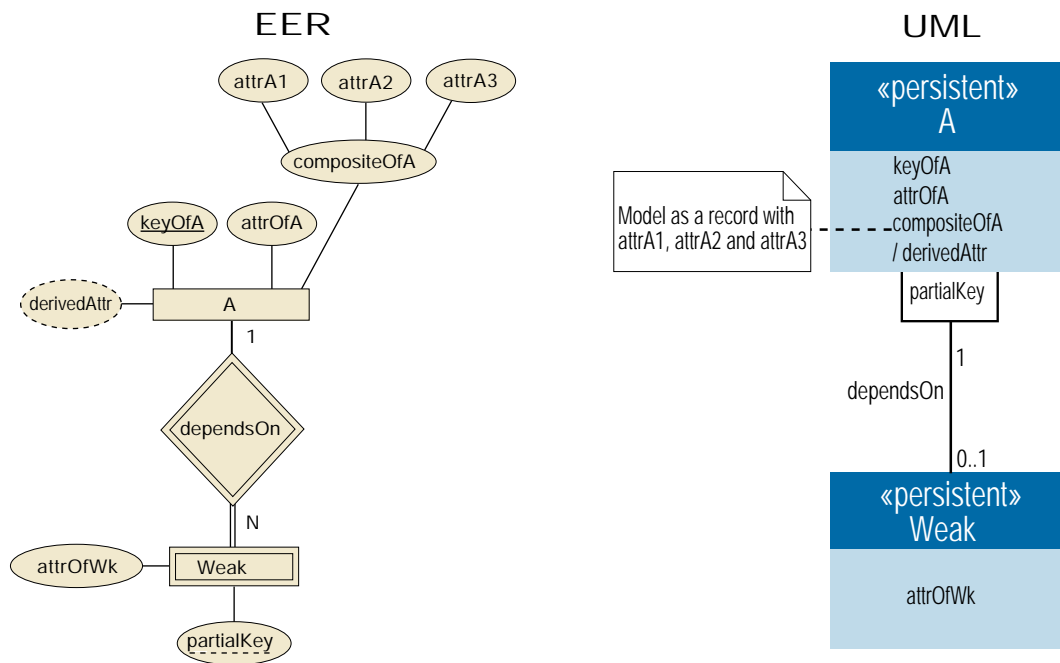 EER
UML
attrA1
attrA2
attrA3
compositeOfA
keyOfA
attrOfA
derivedAttr
A
1
dependsOn
N
attrOfWk
Weak
partialKey
«persistent»
A
keyOfA
attrOfA
compositeOfA
/ derivedAttr
Model as a record with
attrA1, attrA2 and attrA3
partialKey
1
dependsOn
0..1
«persistent»
Weak
attrOfWk